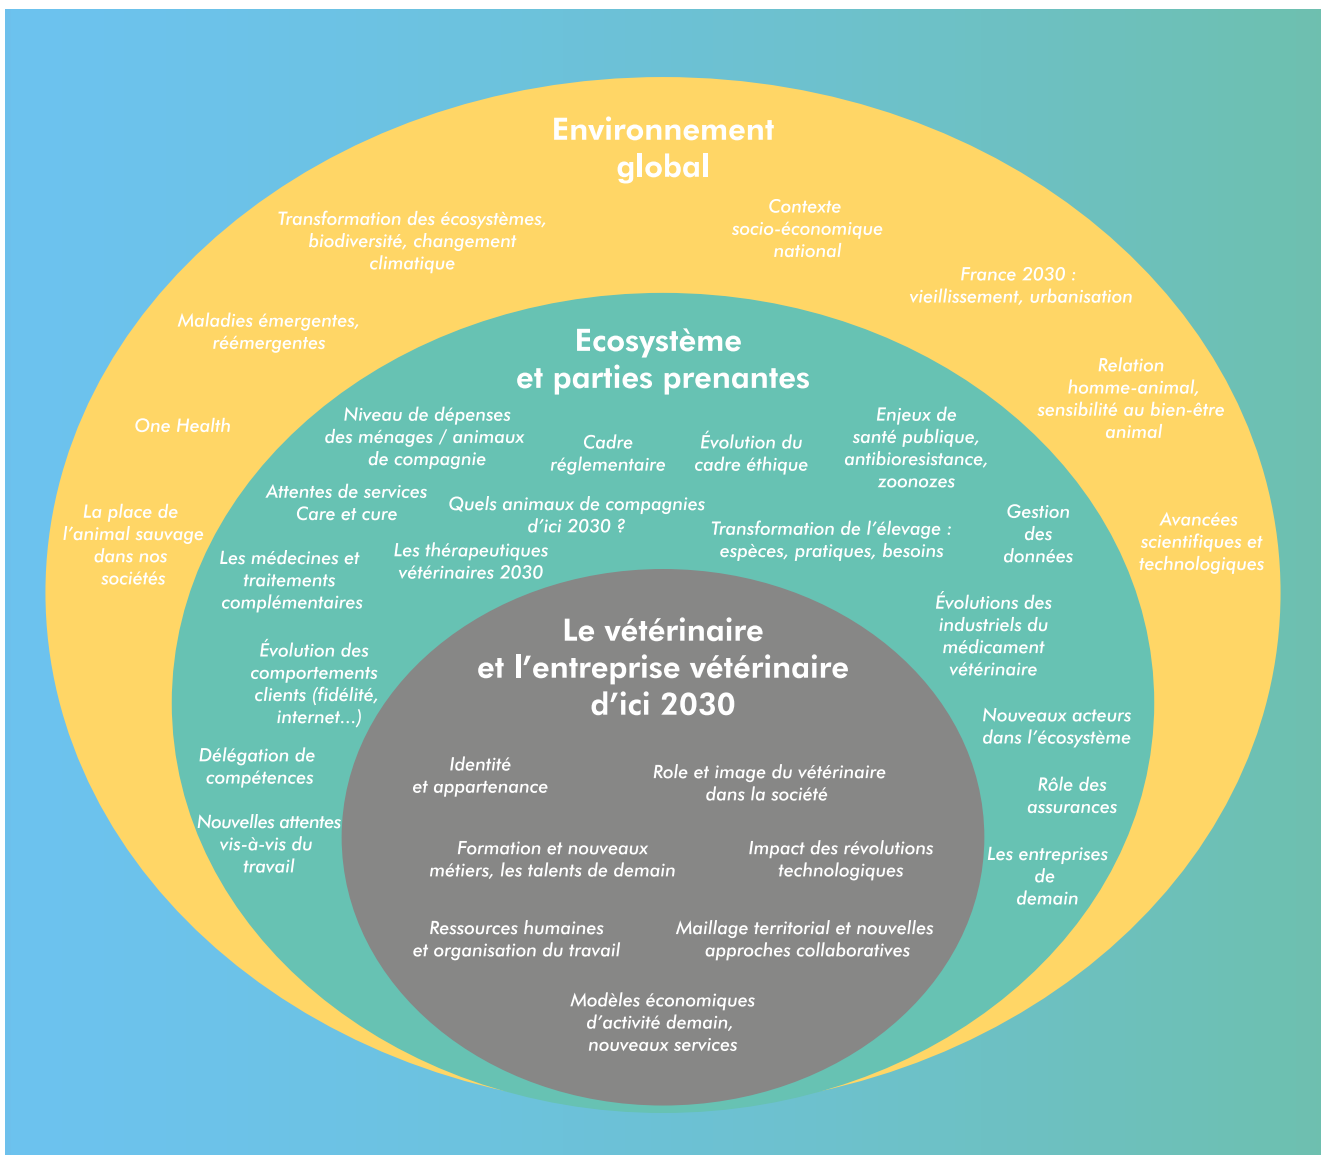 Environnement
global
Transformation des écosystèmes,
biodiversité, changement
climatique
Contexte
socio-économique
national
France 2030 :
vieillissement, urbanisation
Maladies émergentes,
réémergentes
Relation
homme-animal,
sensibilité au bien-être
animal
One Health
La place de
l'animal sauvage
dans nos
sociétés
Avancées
scientifiques et
technologiques
Ecosystème
et parties prenantes
Niveau de dépenses
des ménages / animaux
de compagnie
Cadre
réglementaire
Évolution du
cadre éthique
Enjeux de
santé publique,
antibioresistance,
zoonozes
Attentes de services
Care et cure
Quels animaux de compagnies
d'ici 2030 ?
Transformation de l'élevage :
espèces, pratiques, besoins
Gestion
des
données
Les médecines et
traitements
complémentaires
Les thérapeutiques
vétérinaires 2030
Évolutions des
industriels du
médicament
vétérinaire
Évolution des
comportements
clients (fidélité,
internet...)
Nouveaux acteurs
dans l'écosystème
Délégation de
compétences
Rôle des
assurances
Nouvelles attentes
vis-à-vis du
travail
Les entreprises
de
demain
Le vétérinaire
et l'entreprise vétérinaire
d'ici 2030
Identité
et appartenance
Role et image du vétérinaire
dans la société
Formation et nouveaux
métiers, les talents de demain
Impact des révolutions
technologiques
Ressources humaines
et organisation du travail
Maillage territorial et nouvelles
approches collaboratives
Modèles économiques
d'activité demain,
nouveaux services